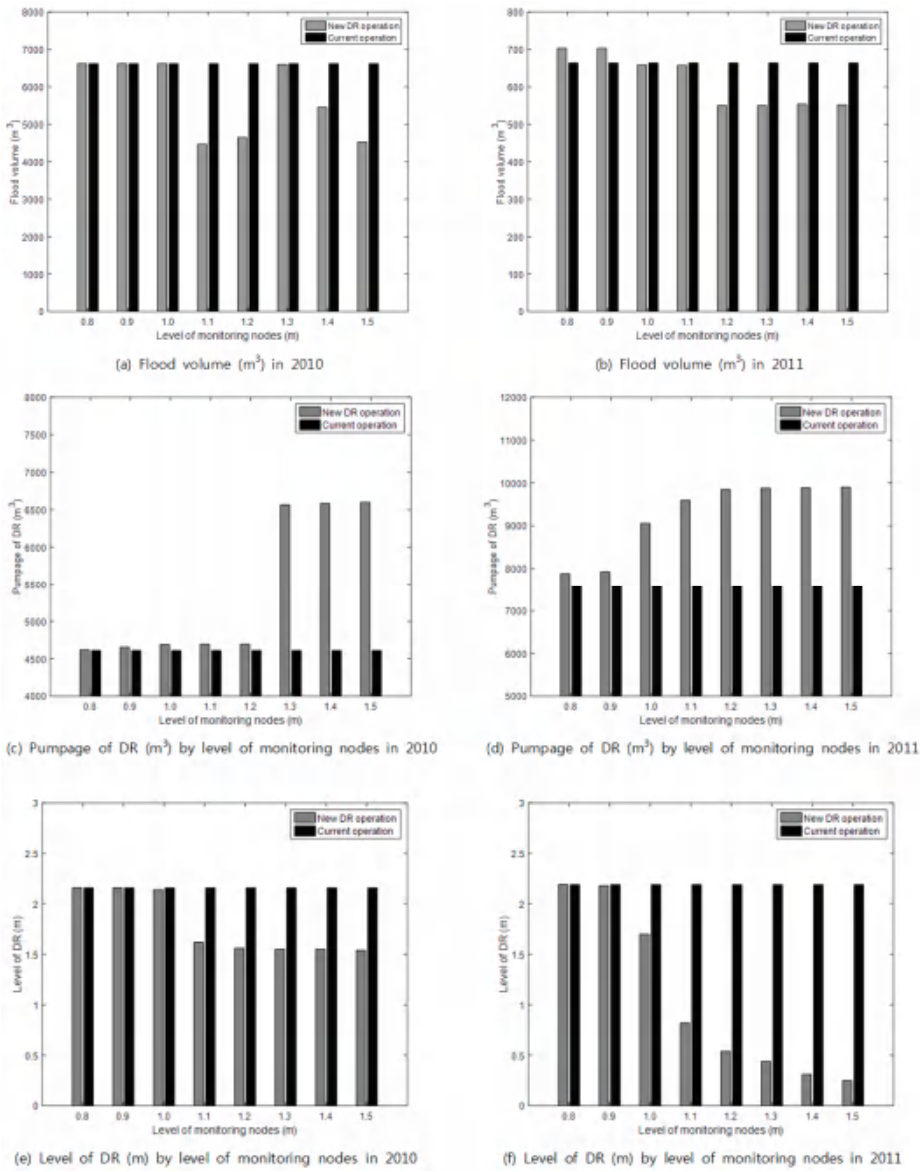 8000
7000
6000
5000
4000
3000
2000
1000
0
Flood volume (m³)
New DR operation
Current operation
0.8 0.9 1.0 1.1 1.2 1.3 1.4 1.5
Level of monitoring nodes (m)
(a) Flood volume (m³) in 2010
800
700
600
500
400
300
200
100
0
Flood volume (m³)
New DR operation
Current operation
0.8 0.9 1.0 1.1 1.2 1.3 1.4 1.5
Level of monitoring nodes (m)
(b) Flood volume (m³) in 2011
8000
7500
7000
6500
6000
5500
5000
4500
4000
Pumpage of DR (m³)
New DR operation
Current operation
0.8 0.9 1.0 1.1 1.2 1.3 1.4 1.5
Level of monitoring nodes (m)
(c) Pumpage of DR (m³) by level of monitoring nodes in 2010
12000
11000
10000
9000
8000
7000
6000
5000
Pumpage of DR (m³)
New DR operation
Current operation
0.8 0.9 1.0 1.1 1.2 1.3 1.4 1.5
Level of monitoring nodes (m)
(d) Pumpage of DR (m³) by level of monitoring nodes in 2011
3
2.5
2
1.5
1
0.5
0
Level of DR (m)
New DR operation
Current operation
0.8 0.9 1.0 1.1 1.2 1.3 1.4 1.5
Level of monitoring nodes (m)
(e) Level of DR (m) by level of monitoring nodes in 2010
3
2.5
2
1.5
1
0.5
0
Level of DR (m)
New DR operation
Current operation
0.8 0.9 1.0 1.1 1.2 1.3 1.4 1.5
Level of monitoring nodes (m)
(f) Level of DR (m) by level of monitoring nodes in 2011